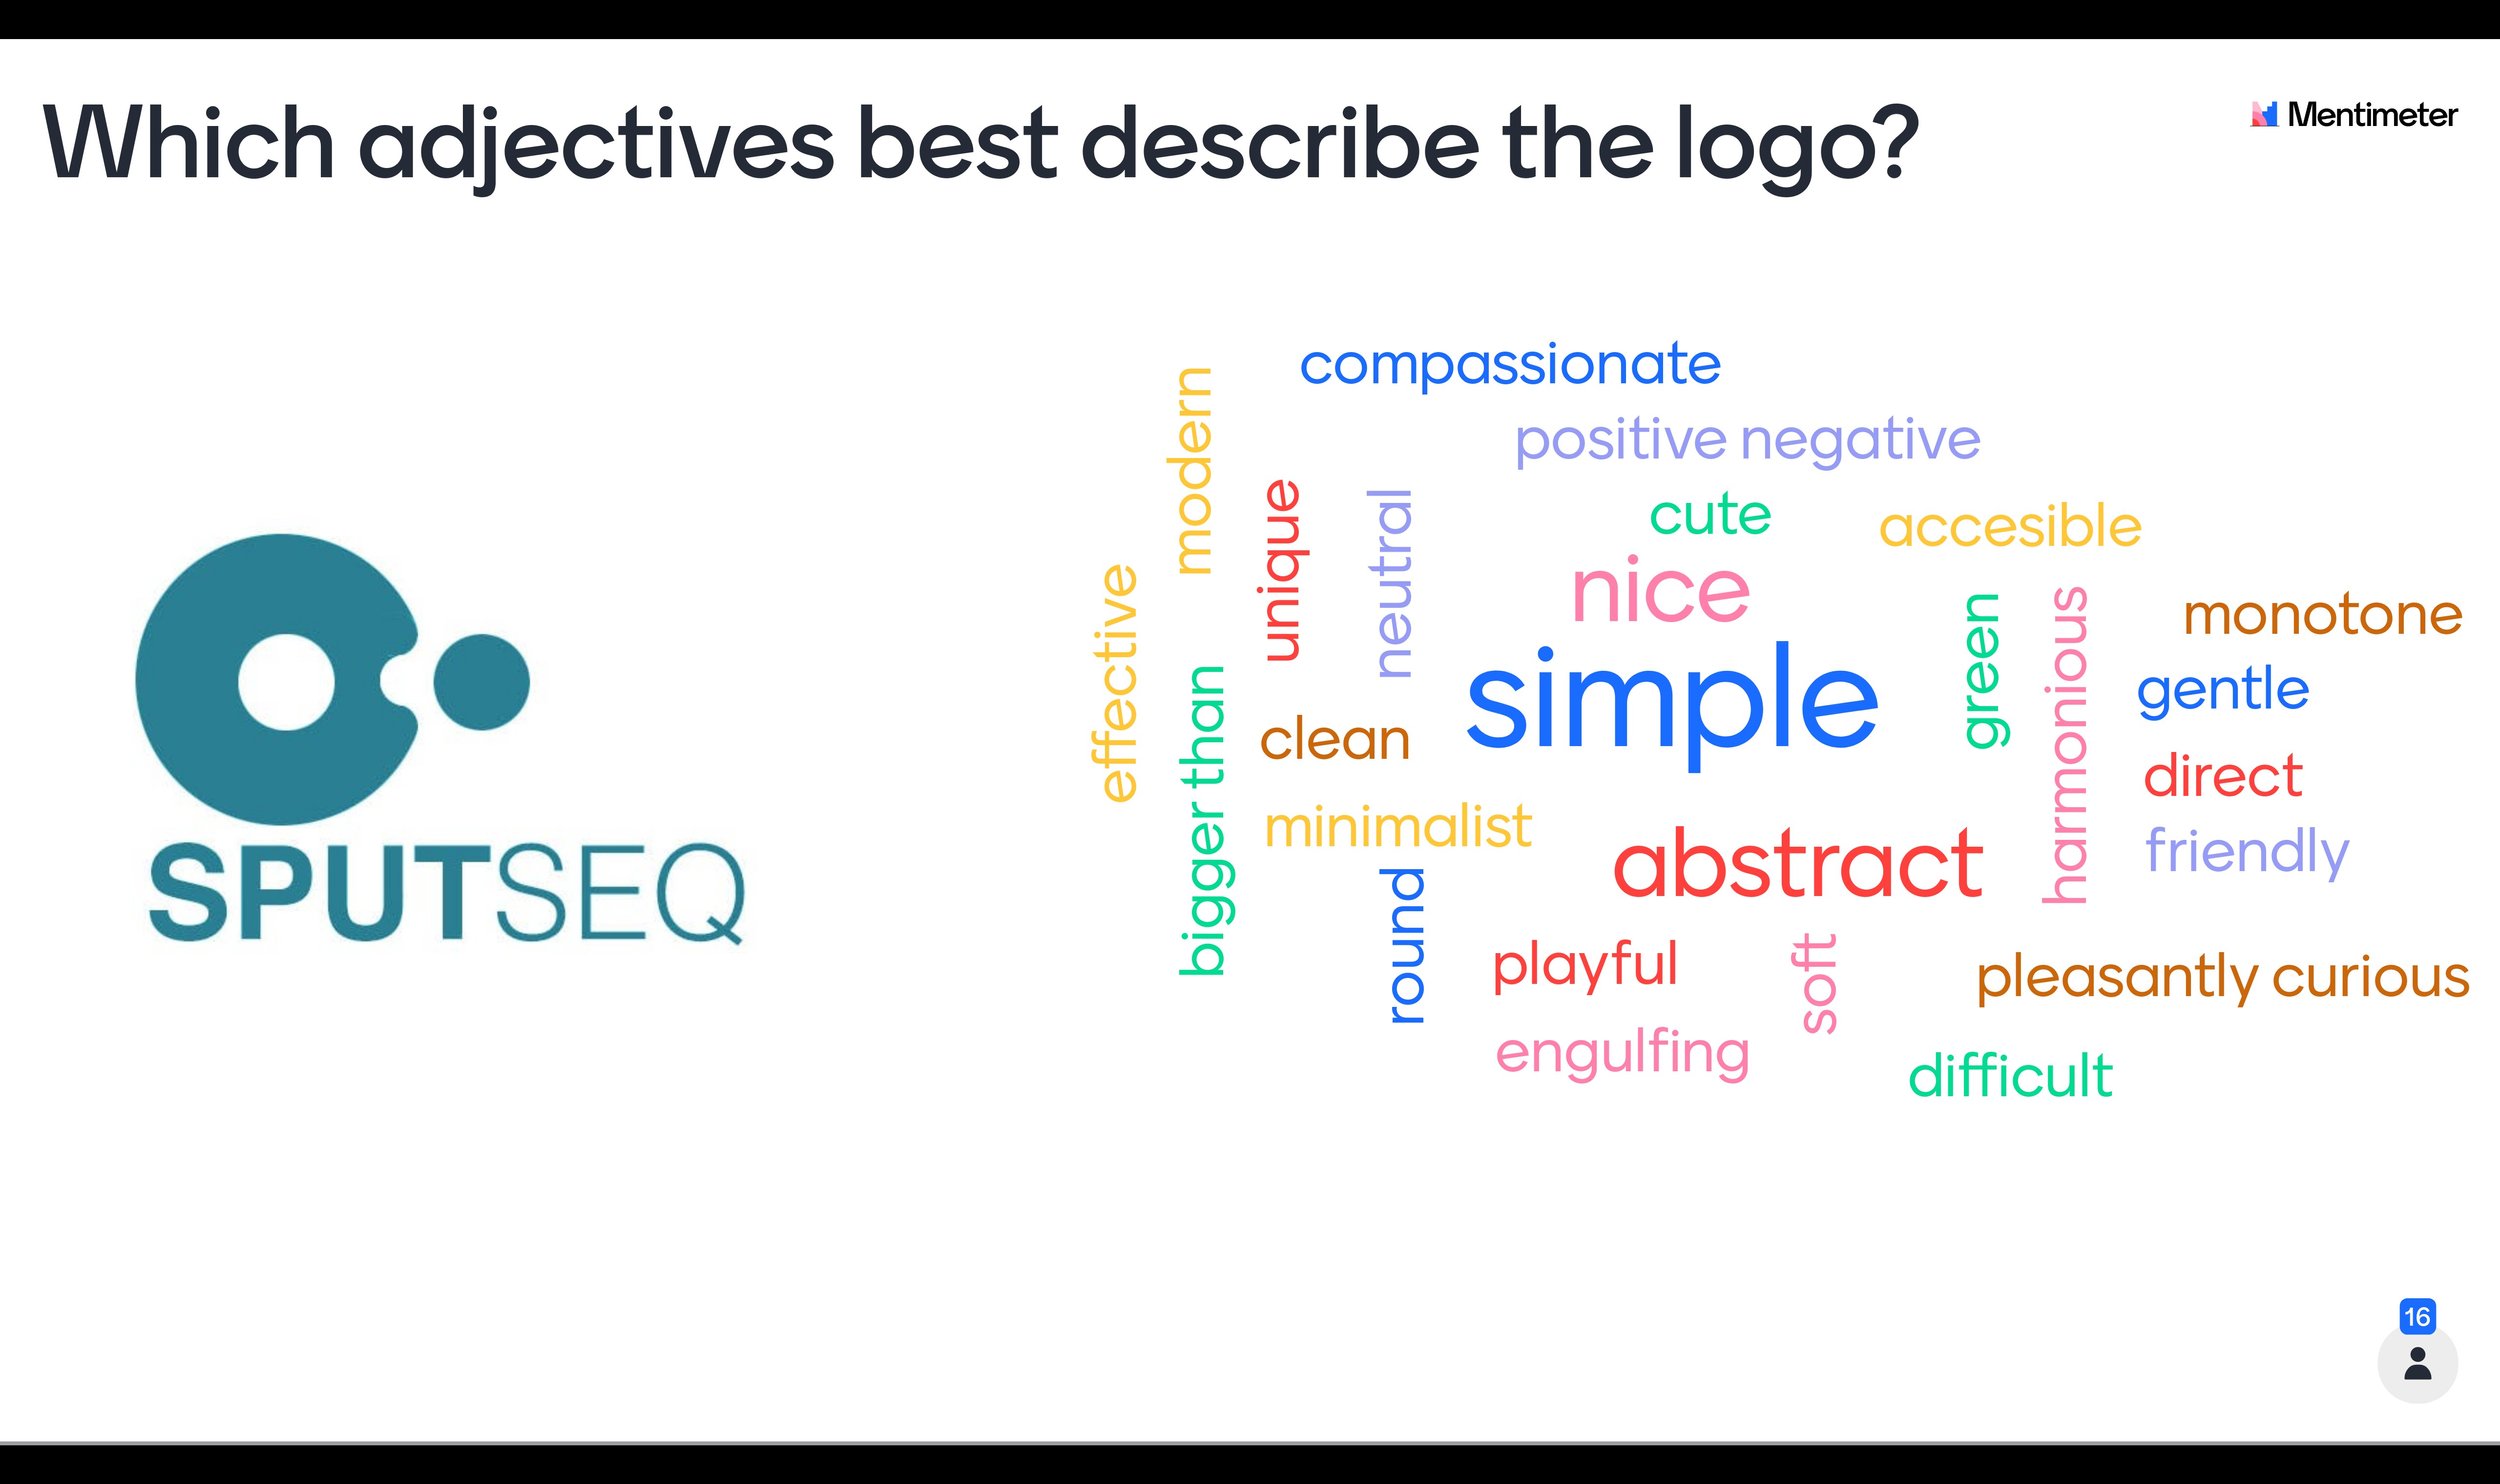 Which adjectives best describe the logo?
Mentimeter
SPUTSEQ
compassionate
modern
positive negative
unique
neutral
cute
accesible
effective
nice
green
harmonious
monotone
simple
gentle
bigger than
clean
direct
minimalist
abstract
friendly
round
playful
soft
pleasantly curious
engulfing
difficult
16